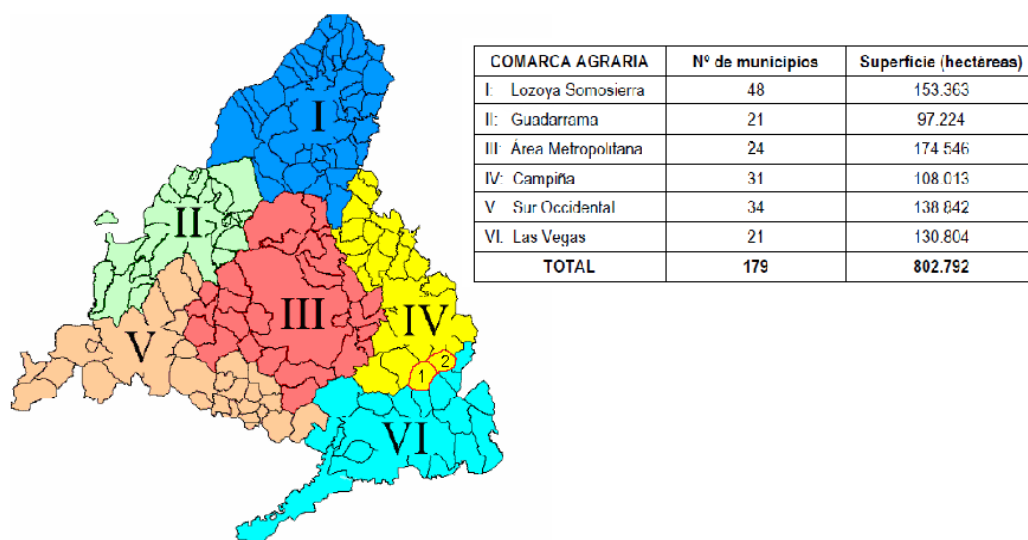 COMARCA AGRARIA Nº de municipios Superficie (hectáreas)
I: Lozoya Somosierra 48 153.363
II: Guadarrama 21 97.224
III: Área Metropolitana 24 174.546
IV: Campiña 31 108.013
V Sur Occidental 34 138.842
VI. Las Vegas 21 130.804
TOTAL 179 802.792
I
II
III
IV
V
2
1
VI